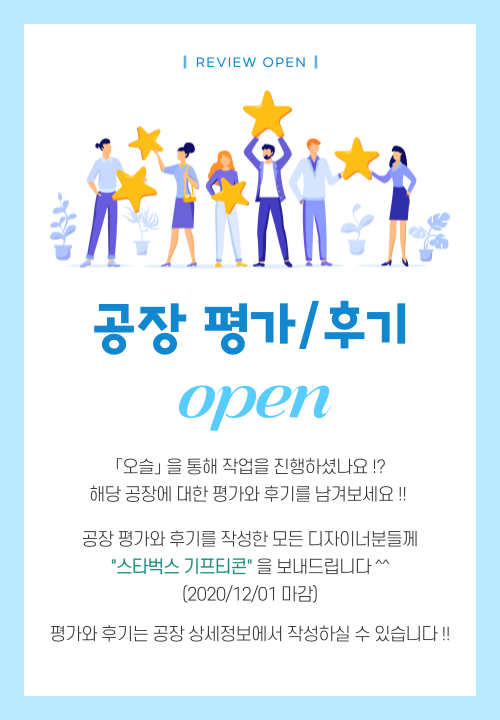 | REVIEW OPEN |
공장 평가/후기
open
「오슬」을 통해 작업을 진행하셨나요 !?
해당 공장에 대한 평가와 후기를 남겨보세요 !!
공장 평가와 후기를 작성한 모든 디자이너분들께
"스타벅스 기프티콘" 을 보내드립니다 ^^
(2020/12/01 마감)
평가와 후기는 공장 상세정보에서 작성하실 수 있습니다 !!